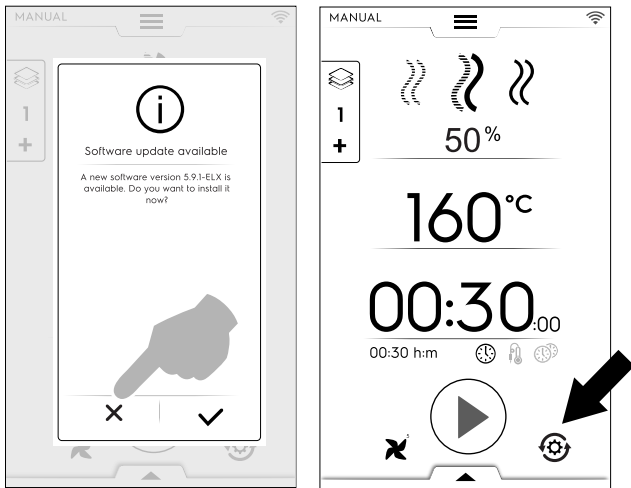 MANUAL
1
+
Software update available
A new software version 5.9.1-ELX is
available. Do you want to install it
now?
MANUAL
1
+
50%
160°C
00:30:00
00:30 h:m
5